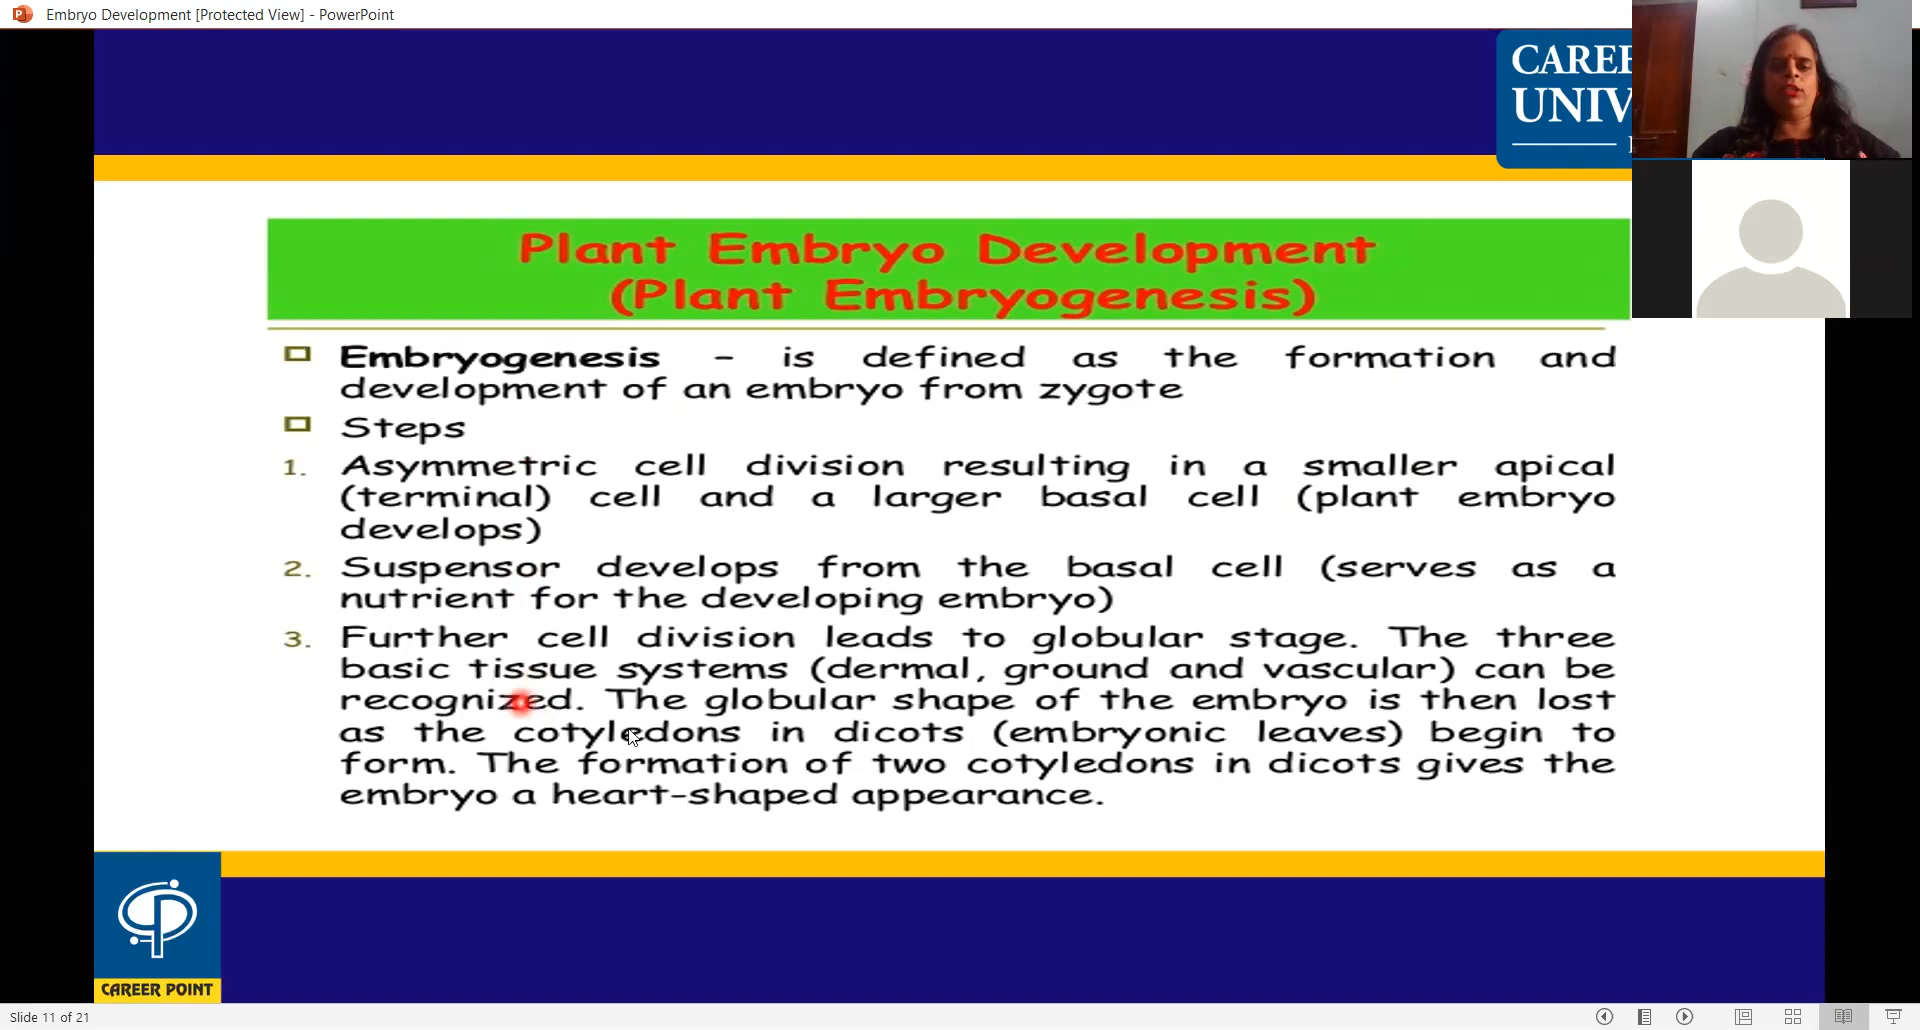 Embryo Development [Protected View] - PowerPoint
Plant Embryo Development
(Plant Embryogenesis)
Embryogenesis - is defined as the formation and
development of an embryo from zygote
Steps
1. Asymmetric cell division resulting in a smaller apical
(terminal) cell and a larger basal cell (plant embryo
develops)
2. Suspensor develops from the basal cell (serves as a
nutrient for the developing embryo)
3. Further cell division leads to globular stage. The three
basic tissue systems (dermal, ground and vascular) can be
recognized. The globular shape of the embryo is then lost
as the cotyledons in dicots (embryonic leaves) begin to
form. The formation of two cotyledons in dicots gives the
embryo a heart-shaped appearance.
CAREER POINT
Slide 11 of 21